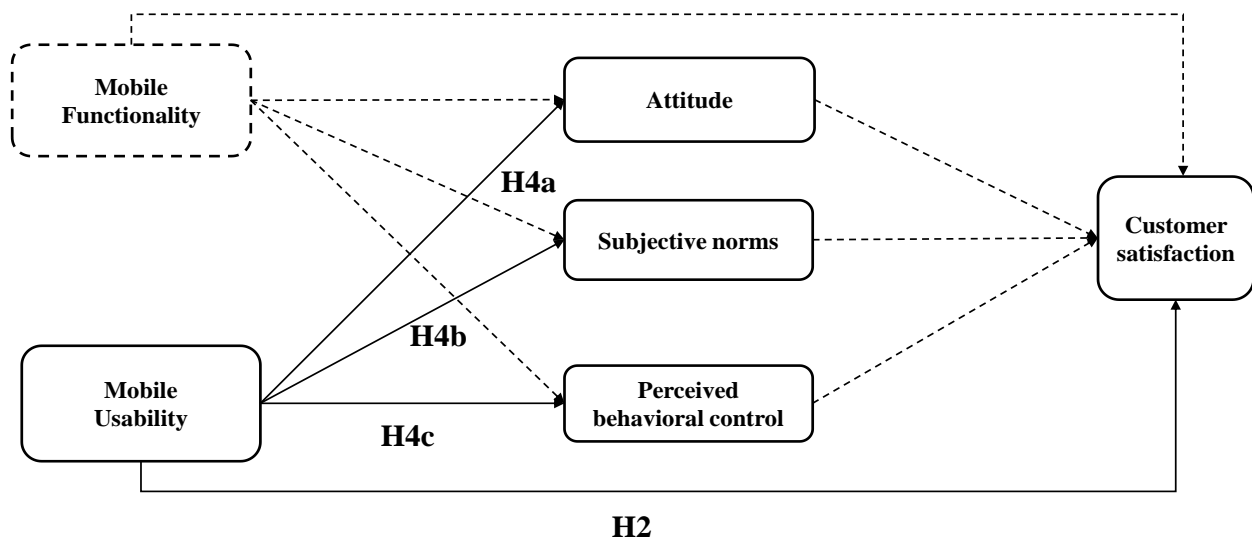 Mobile
Functionality
Attitude
H4a
Subjective norms
Customer
satisfaction
H4b
Mobile
Usability
Perceived
behavioral control
H4c
H2